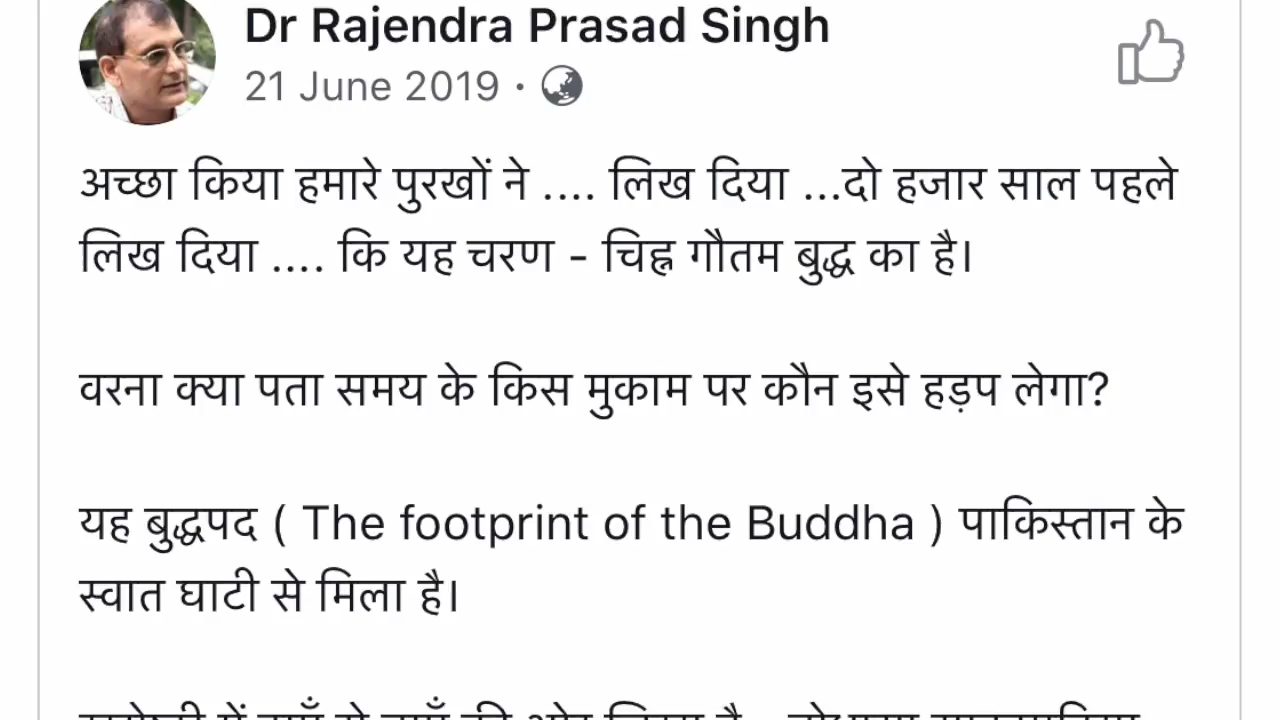 Dr Rajendra Prasad Singh
21 June 2019 ·
अच्छा किया हमारे पुरखों ने .... लिख दिया ...दो हजार साल पहले
लिख दिया .... कि यह चरण - चिह्न गौतम बुद्ध का है।
वरना क्या पता समय के किस मुकाम पर कौन इसे हड़प लेगा?
यह बुद्धपद ( The footprint of the Buddha ) पाकिस्तान के
स्वात घाटी से मिला है।